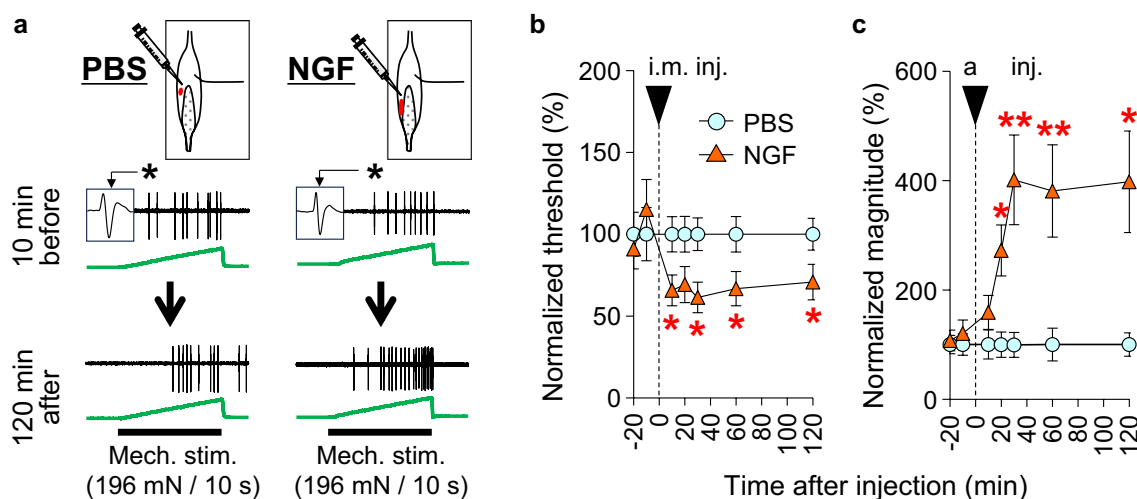 a
PBS
NGF
*
*
10 min
before
120 min
after
Mech. stim.
(196 mN / 10 s)
Mech. stim.
(196 mN / 10 s)
b
i.m. inj.
PBS
NGF
Normalized threshold (%)
200
150
100
50
0
* * * *
-20 0 20 40 60 80 100 120
c
a inj.
Normalized magnitude (%)
600
400
200
0
* ** ** *
-20 0 20 40 60 80 100 120
Time after injection (min)